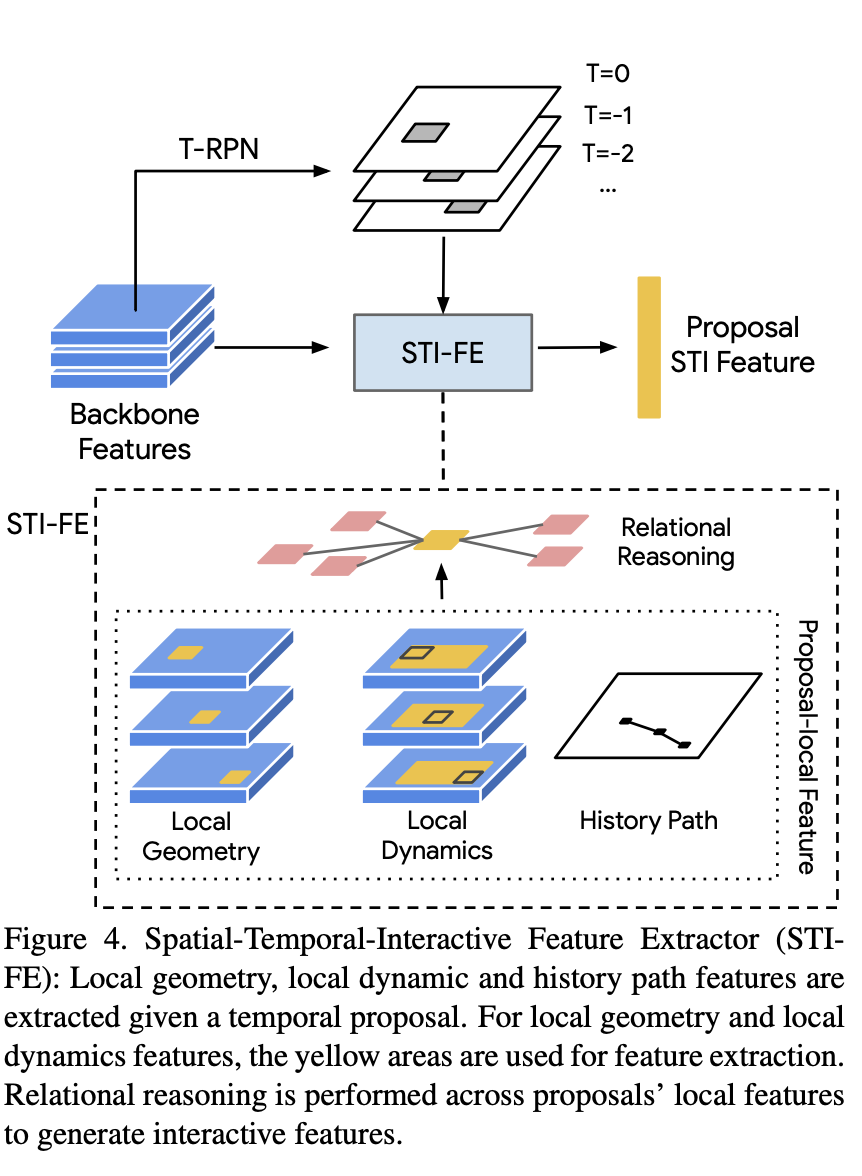 T=0
T=-1
T=-2
...
T-RPN
STI-FE
Proposal
STI Feature
Backbone
Features
STI-FE
Relational
Reasoning
Proposal-local Feature
Local
Geometry
Local
Dynamics
History Path
Figure 4. Spatial-Temporal-Interactive Feature Extractor (STI-
FE): Local geometry, local dynamic and history path features are
extracted given a temporal proposal. For local geometry and local
dynamics features, the yellow areas are used for feature extraction.
Relational reasoning is performed across proposals’ local features
to generate interactive features.